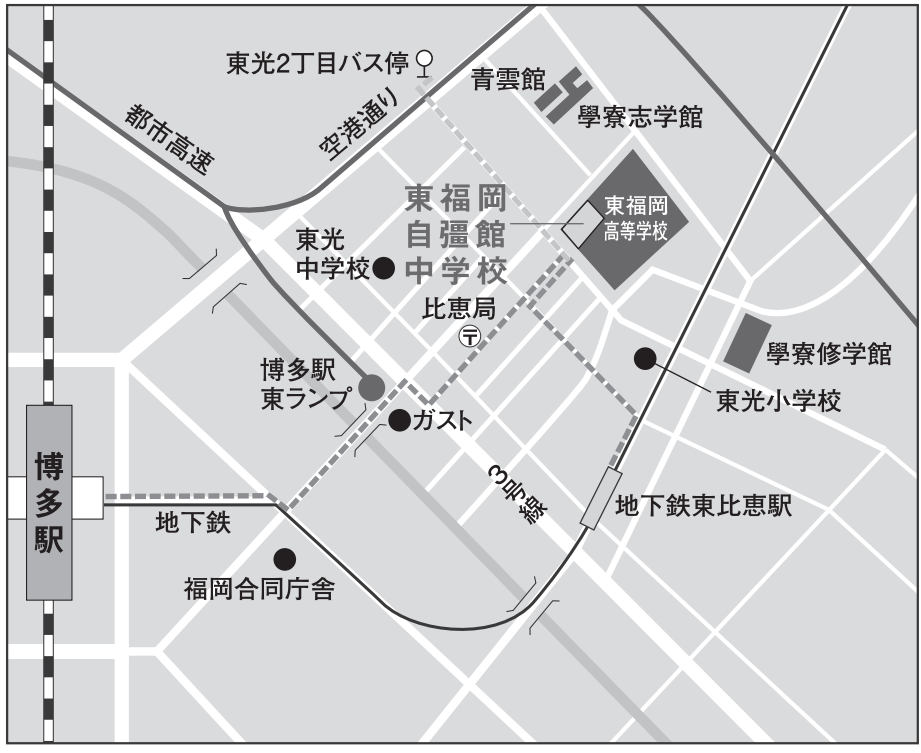 東光2丁目バス停
青雲館
學寮志学館
都市高速
空港通り
東福岡
自彊館
中学校
東福岡
高等学校
東光
中学校
比恵局
〒
博多駅
東ランプ
ガスト
學寮修学館
東光小学校
博多駅
地下鉄
3号線
地下鉄東比恵駅
福岡合同庁舎